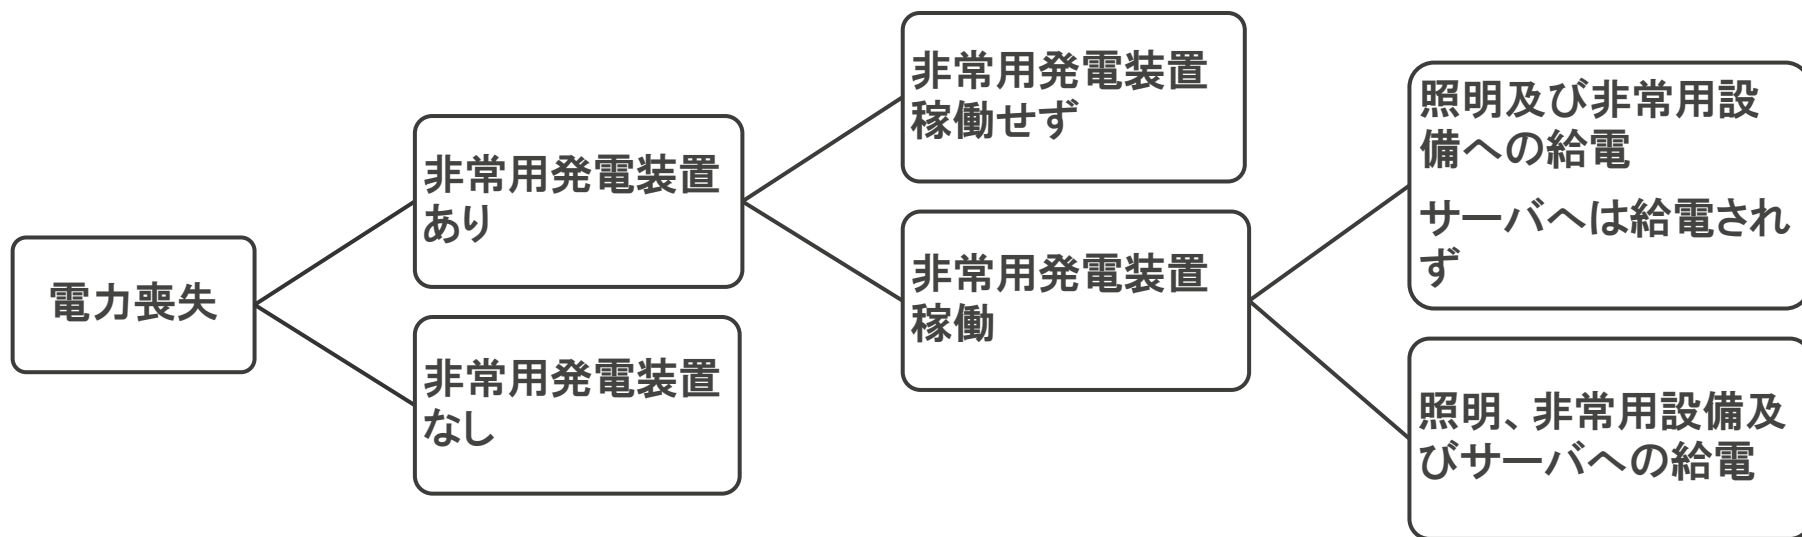 電力喪失
非常用発電装置
あり
非常用発電装置
なし
非常用発電装置
稼働せず
非常用発電装置
稼働
照明及び非常用設
備への給電
サーバへは給電され
ず
照明、非常用設備及
びサーバへの給電